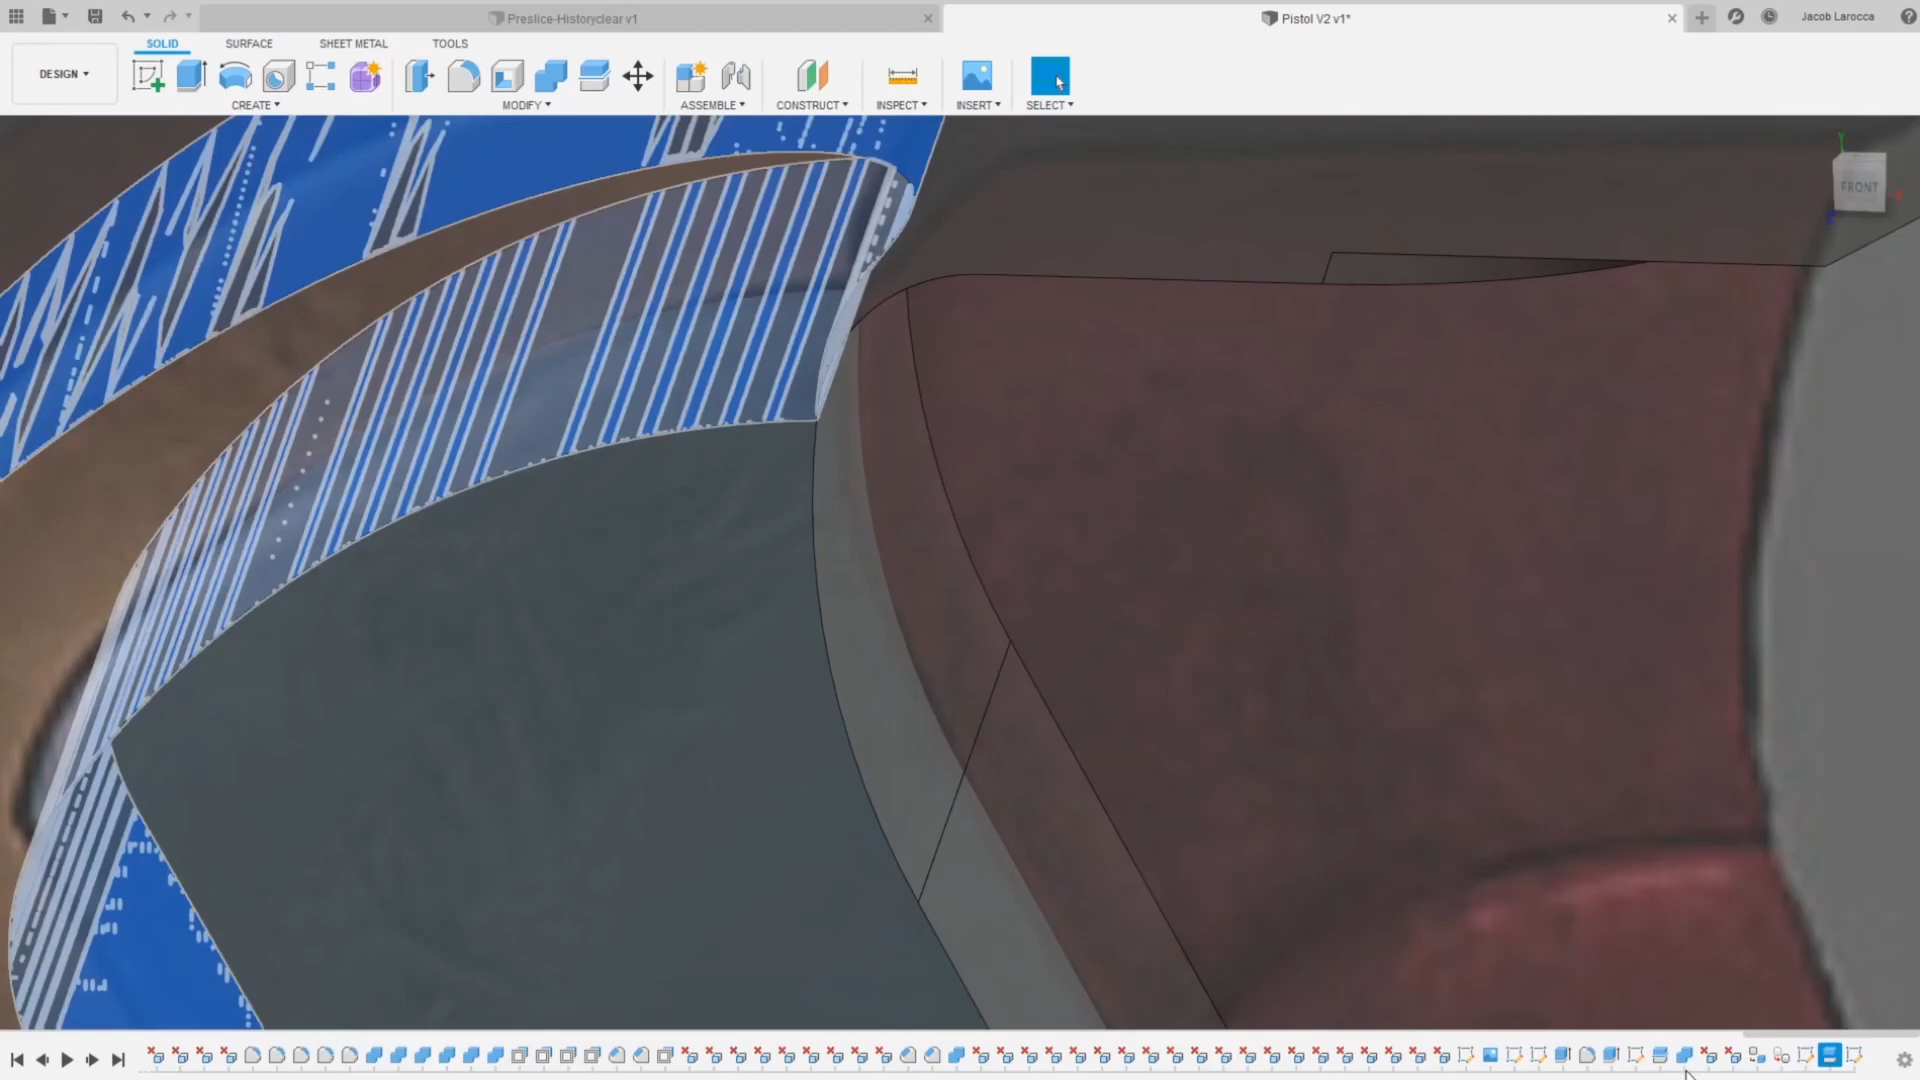 Preslice-Historyclear v1
Pistol V2 v1*
Jacob Larocca
DESIGN
SOLID
SURFACE
SHEET METAL
TOOLS
CREATE
MODIFY
ASSEMBLE
CONSTRUCT
INSPECT
INSERT
SELECT
Y
FRONT